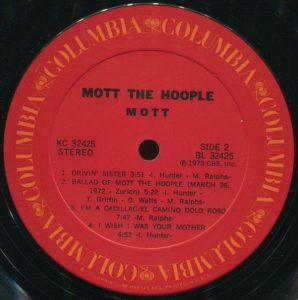 COLUMBIA COLUMBIA COLUMBIA COLUMBIA COLUMBIA COLUMBIA
MOTT THE HOOPLE
MOTT
KC 32425
STEREO
SIDE 2
BL 32425
℗ 1973 CBS, Inc.
1. DRIVIN' SISTER 3:51 -I. Hunter - M. Ralphs-
2. BALLAD OF MOTT THE HOOPLE (MARCH 26,
1972 - Zurich) 5:22 -I. Hunter -
T. Griffin - D. Watts - M. Ralphs-
3. I'M A CADILLAC/EL CAMINO DOLO ROSO
7:47 -M. Ralphs-
4. I WISH I WAS YOUR MOTHER
4:52 -I. Hunter-